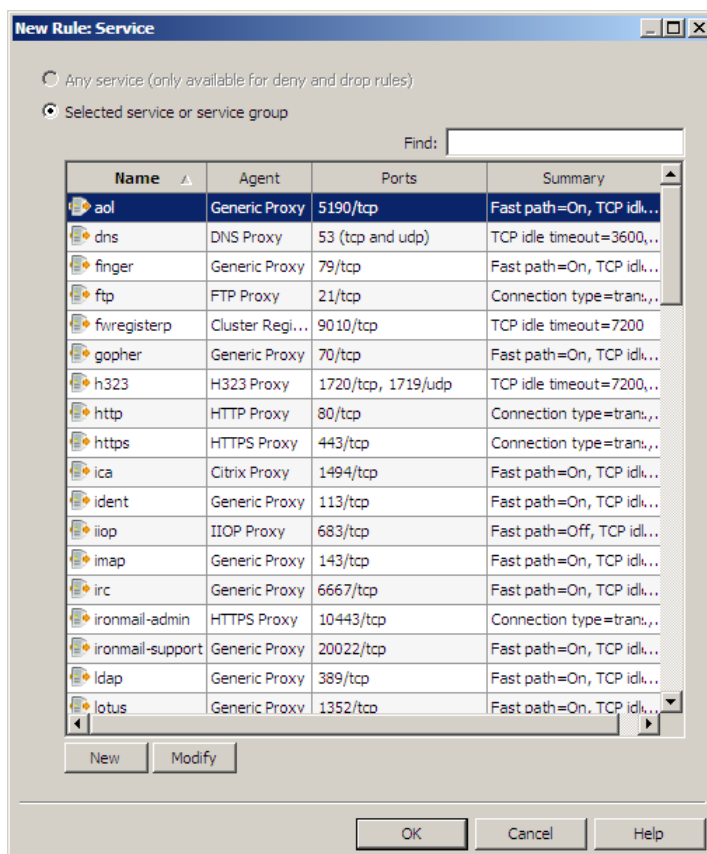 New Rule: Service
Any service (only available for deny and drop rules)
Selected service or service group
Find:
Name Agent Ports Summary
aol Generic Proxy 5190/tcp Fast path=On, TCP idl...
dns DNS Proxy 53 (tcp and udp) TCP idle timeout=3600,...
finger Generic Proxy 79/tcp Fast path=On, TCP idl...
ftp FTP Proxy 21/tcp Connection type=trans...
fwregisterp Cluster Regi... 9010/tcp TCP idle timeout=7200
gopher Generic Proxy 70/tcp Fast path=On, TCP idl...
h323 H323 Proxy 1720/tcp, 1719/udp TCP idle timeout=7200,...
http HTTP Proxy 80/tcp Connection type=trans...
https HTTPS Proxy 443/tcp Connection type=trans...
ica Citrix Proxy 1494/tcp Fast path=On, TCP idl...
ident Generic Proxy 113/tcp Fast path=On, TCP idl...
iiop IIOP Proxy 683/tcp Fast path=Off, TCP idl...
imap Generic Proxy 143/tcp Fast path=On, TCP idl...
irc Generic Proxy 6667/tcp Fast path=On, TCP idl...
ironmail-admin HTTPS Proxy 10443/tcp Connection type=trans...
ironmail-support Generic Proxy 20022/tcp Fast path=On, TCP idl...
ldap Generic Proxy 389/tcp Fast path=On, TCP idl...
lotus Generic Proxy 1352/tcp Fast path=On, TCP idl...
New Modify
OK Cancel Help